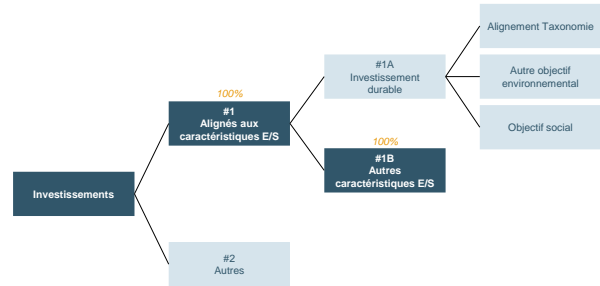 Investissements
100%
#1
Alignés aux
caractéristiques E/S
#2
Autres
#1A
Investissement
durable
100%
#1B
Autres
caractéristiques E/S
Alignement Taxonomie
Autre objectif
environnemental
Objectif social